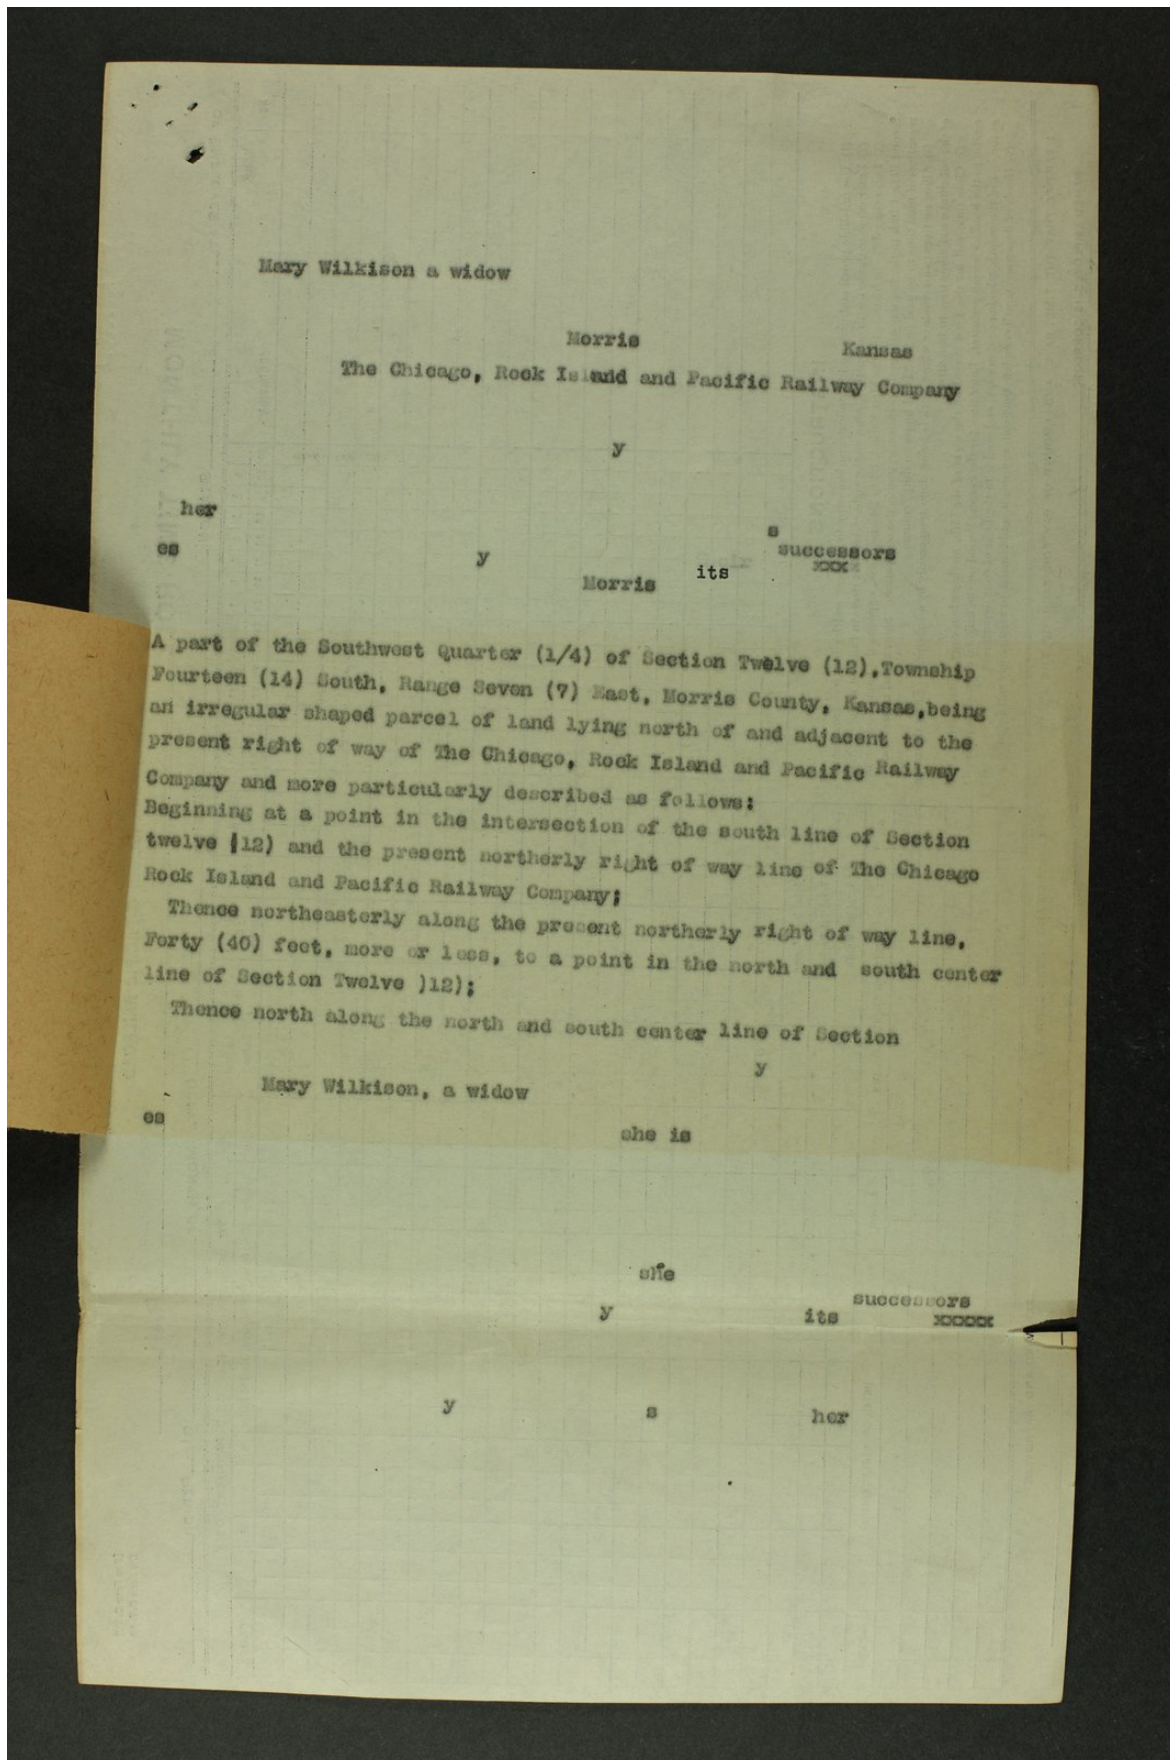 Mary Wilkison a widow
Morris Kansas
The Chicago, Rock Island and Pacific Railway Company
y
her
s
es y successors
its xxx
Morris
A part of the Southwest Quarter (1/4) of Section Twelve (12),Township
Fourteen (14) South, Range Seven (7) East, Morris County, Kansas,being
an irregular shaped parcel of land lying north of and adjacent to the
present right of way of The Chicago, Rock Island and Pacific Railway
Company and more particularly described as follows:
Beginning at a point in the intersection of the south line of Section
twelve (12) and the present northerly right of way line of The Chicago
Rock Island and Pacific Railway Company;
Thence northeasterly along the present northerly right of way line,
Forty (40) feet, more or less, to a point in the north and south center
line of Section Twelve )12);
Thence north along the north and south center line of Section
y
Mary Wilkison, a widow
es
she is
she
successors
y its xxxxx
y s her